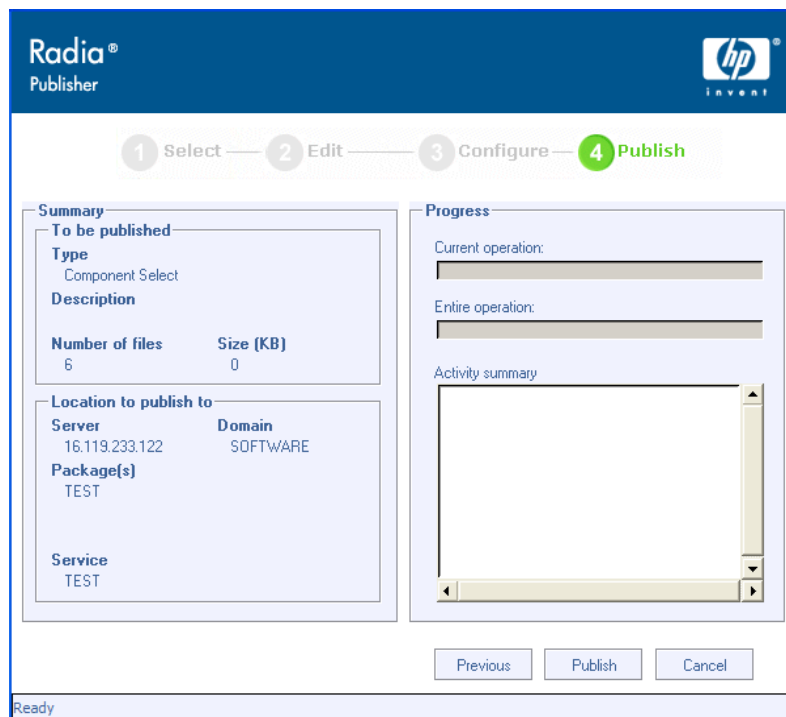 Radia®
Publisher
hp ®
invent
1 Select 2 Edit 3 Configure 4 Publish
Summary
To be published
Type
Component Select
Description
Number of files Size (KB)
6 0
Location to publish to
Server Domain
16.119.233.122 SOFTWARE
Package(s)
TEST
Service
TEST
Progress
Current operation:
Entire operation:
Activity summary
Previous Publish Cancel
Ready